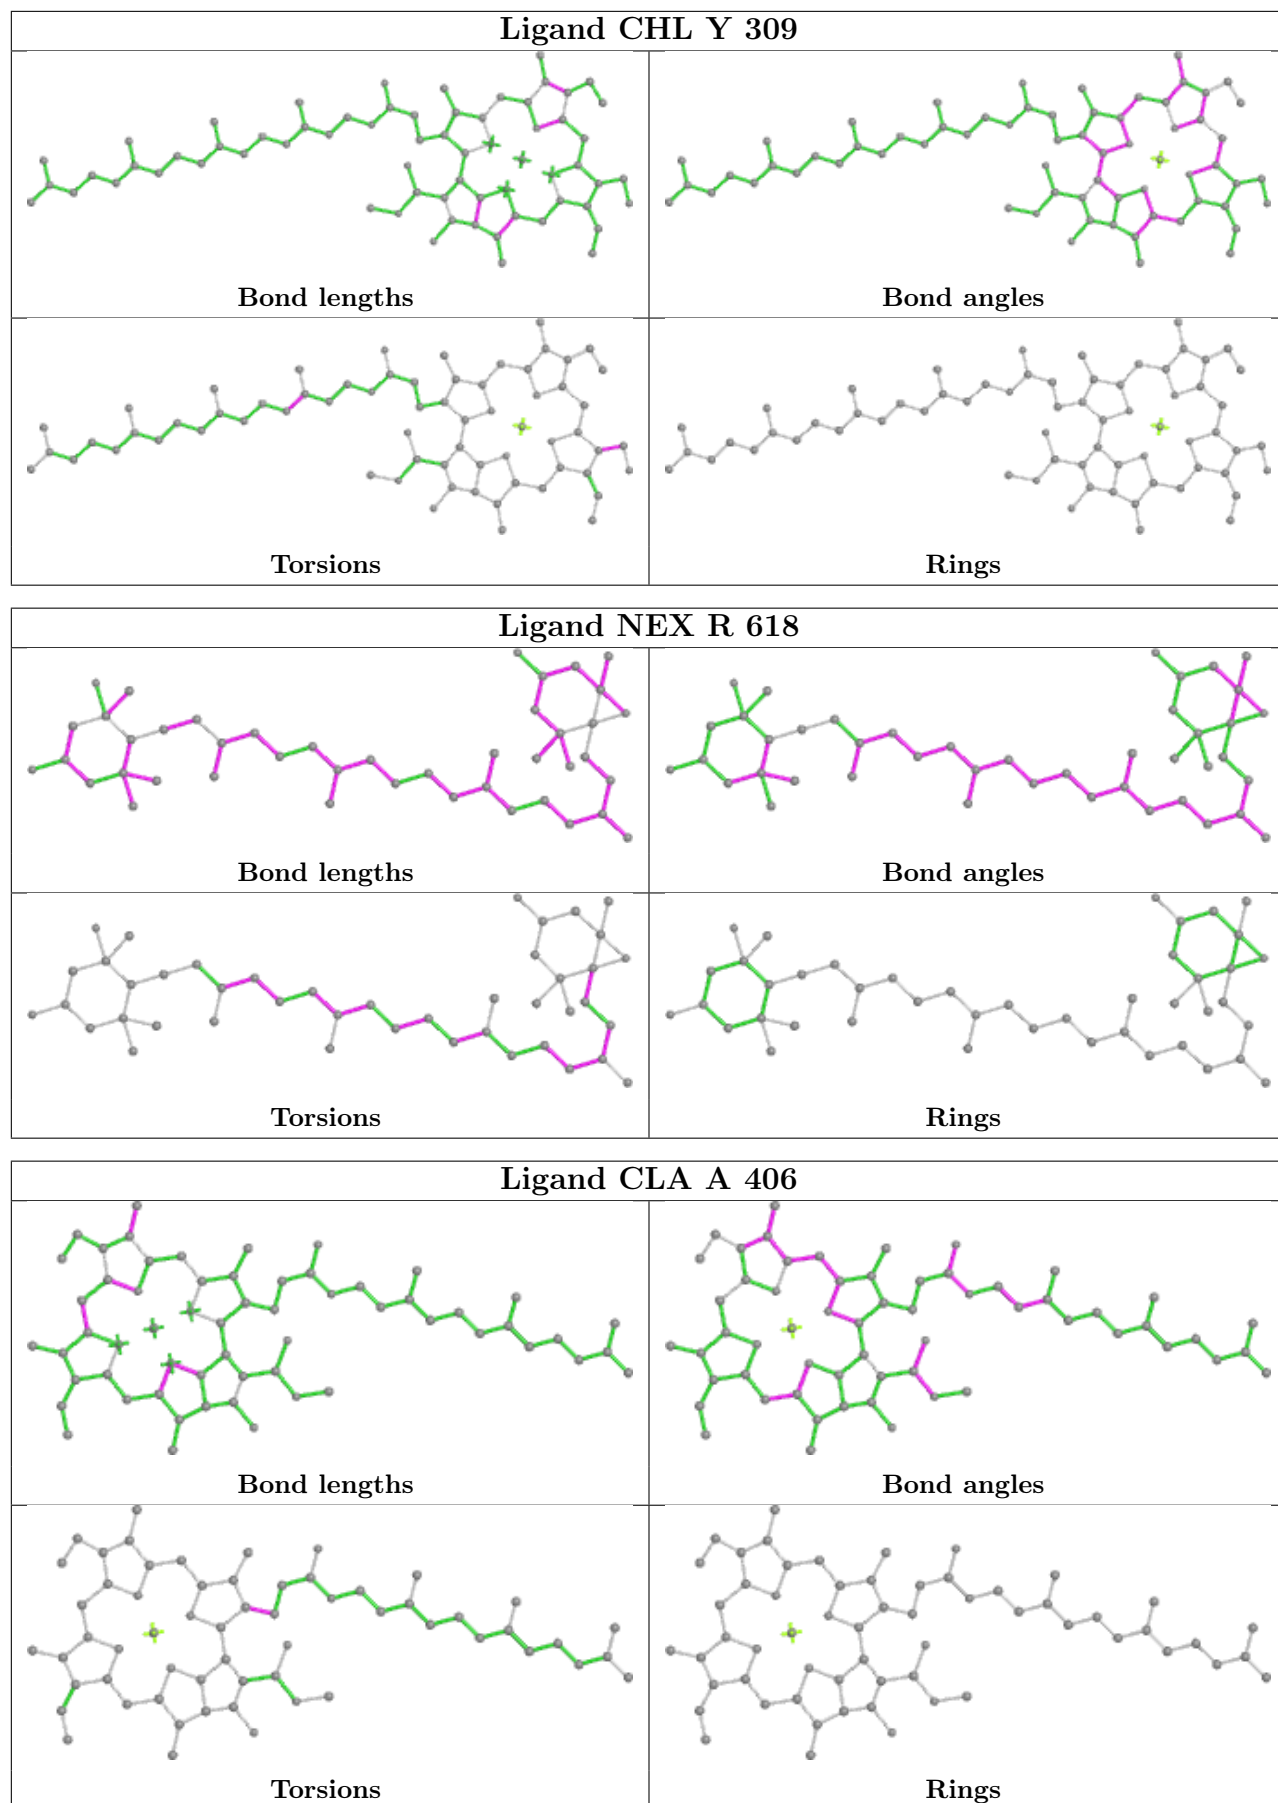 Ligand CHL Y 309
Bond lengths
Bond angles
Torsions
Rings
Ligand NEX R 618
Bond lengths
Bond angles
Torsions
Rings
Ligand CLA A 406
Bond lengths
Bond angles
Torsions
Rings